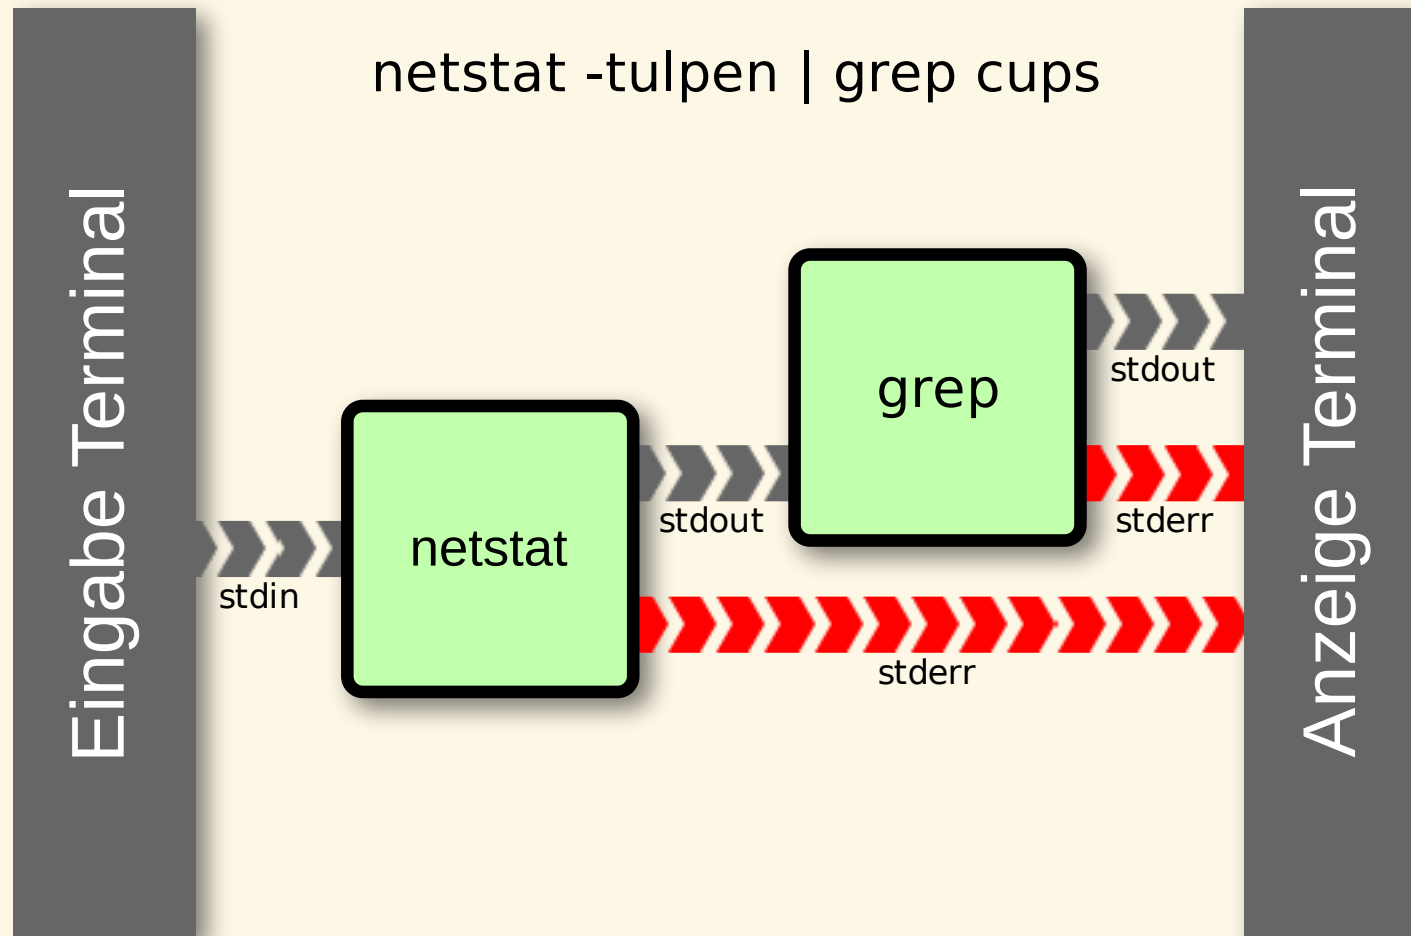 netstat -tulpen | grep cups
Eingabe Terminal
stdin
netstat
stdout
grep
stdout
stderr
stderr
Anzeige Terminal